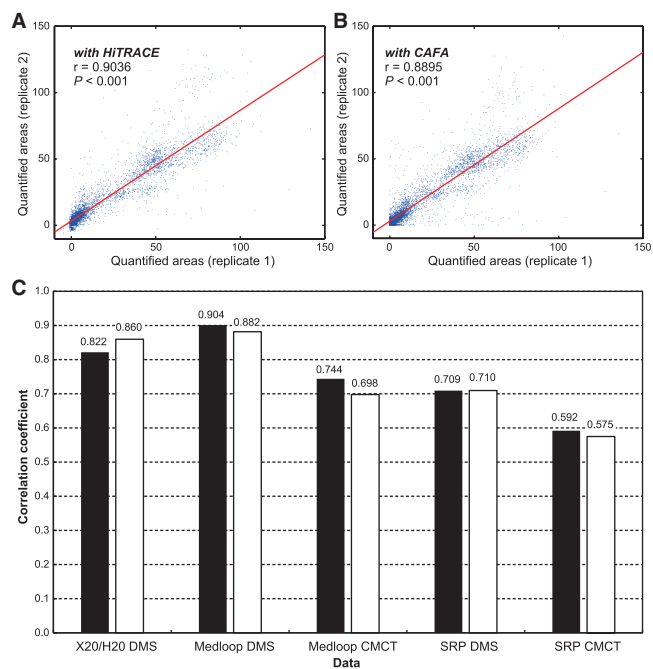 A
with HiTRACE
r = 0.9036
P < 0.001
150
100
50
0
0
50
100
150
Quantified areas (replicate 2)
Quantified areas (replicate 1)
B
with CAFA
r = 0.8895
P < 0.001
150
100
50
0
0
50
100
150
Quantified areas (replicate 2)
Quantified areas (replicate 1)
C
1.0
0.9
0.8
0.7
0.6
0.5
0.4
0.3
0.2
0.1
0.0
Correlation coefficient
0.822
0.860
0.904
0.882
0.744
0.698
0.709
0.710
0.592
0.575
X20/H20 DMS
Medloop DMS
Medloop CMCT
SRP DMS
SRP CMCT
Data